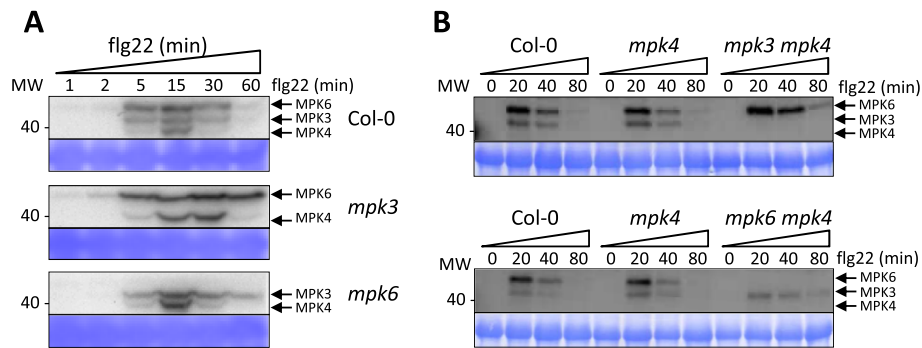 A
flg22 (min)
MW 1 2 5 15 30 60 flg22 (min)
MPK6
40 MPK3 Col-0
MPK4
MPK6
40 mpk3
MPK4
MPK3 mpk6
40 MPK4
B
Col-0 mpk4 mpk3 mpk4
0 20 40 80 0 20 40 80 0 20 40 80 flg22 (min)
MW MPK6
MPK3
40 MPK4
Col-0 mpk4 mpk6 mpk4
0 20 40 80 0 20 40 80 0 20 40 80 flg22 (min)
MW MPK6
40 MPK3
MPK4